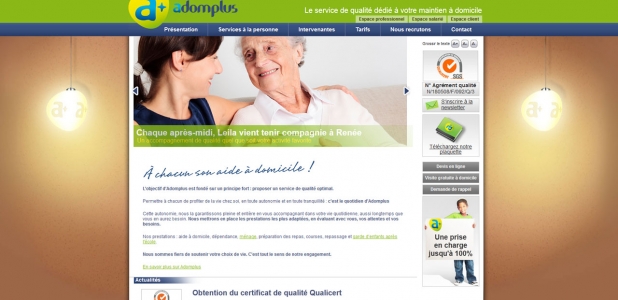 a+ adomplus
Le service de qualité dédié à votre maintien à domicile
Espace professionnel Espace salarié Espace client
Présentation Services à la personne Intervenantes Tarifs Nous recrutons Contact
Grossir le texte A+ A A-
SGS
N° Agrément qualité
N/180508/F/092/Q/5
S'inscrire à la
newsletter
Téléchargez notre
plaquette
Devis en ligne
Visite gratuite à domicile
Demande de rappel
a+
Une prise
en charge
jusqu'à 100%
Chaque après-midi, Leïla vient tenir compagnie à Renée
Un accompagnement de qualité
À chacun son aide à domicile !
L'objectif d'Adomplus est fondé sur un principe fort : proposer un service de qualité optimal.
Permettre à chacun de profiter de la vie chez soi, en toute autonomie et en toute tranquillité : c'est le quotidien d'Adomplus.
Cette autonomie, nous la garantissons pleine et entière en vous accompagnant dans votre vie quotidienne, aussi longtemps que
vous en aurez besoin. Nous mettrons en place les prestations les plus adaptées, en évaluant avec vous, vos attentes et vos
besoins.
Nos prestations : aide à domicile, dépendance, ménage, préparation des repas, courses, repassage et garde d'enfants après
l'école.
Nous sommes fiers de soutenir votre choix de vie. C'est tout le sens de notre engagement.
En savoir plus sur Adomplus
Actualités
Obtention du certificat de qualité Qualicert